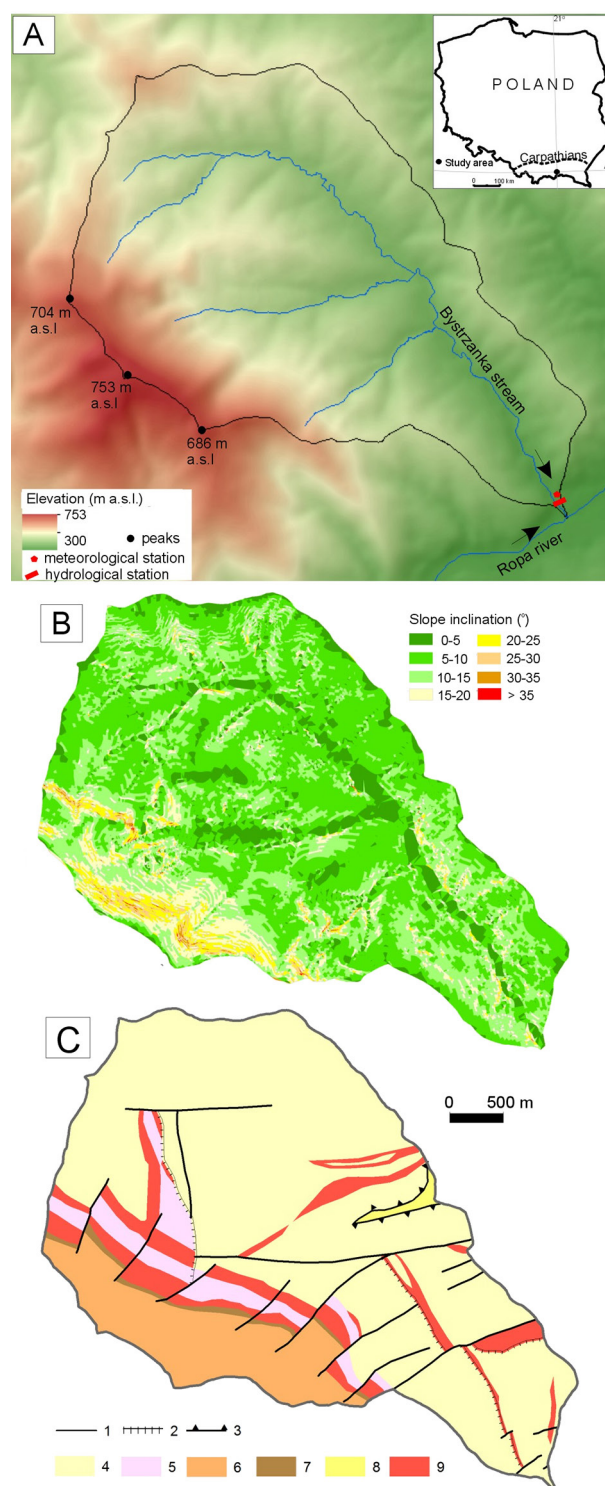 A
21°
POLAND
Carpathians
Study area
0 100 km
704 m
a.s.l
753 m
a.s.l
686 m
a.s.l
Bystrzanka stream
Ropa river
Elevation (m a.s.l.)
753
300
peaks
meteorological station
hydrological station
B
Slope inclination (°)
0-5
20-25
5-10
25-30
10-15
30-35
15-20
> 35
C
0 500 m
1 2 3
4 5 6 7 8 9